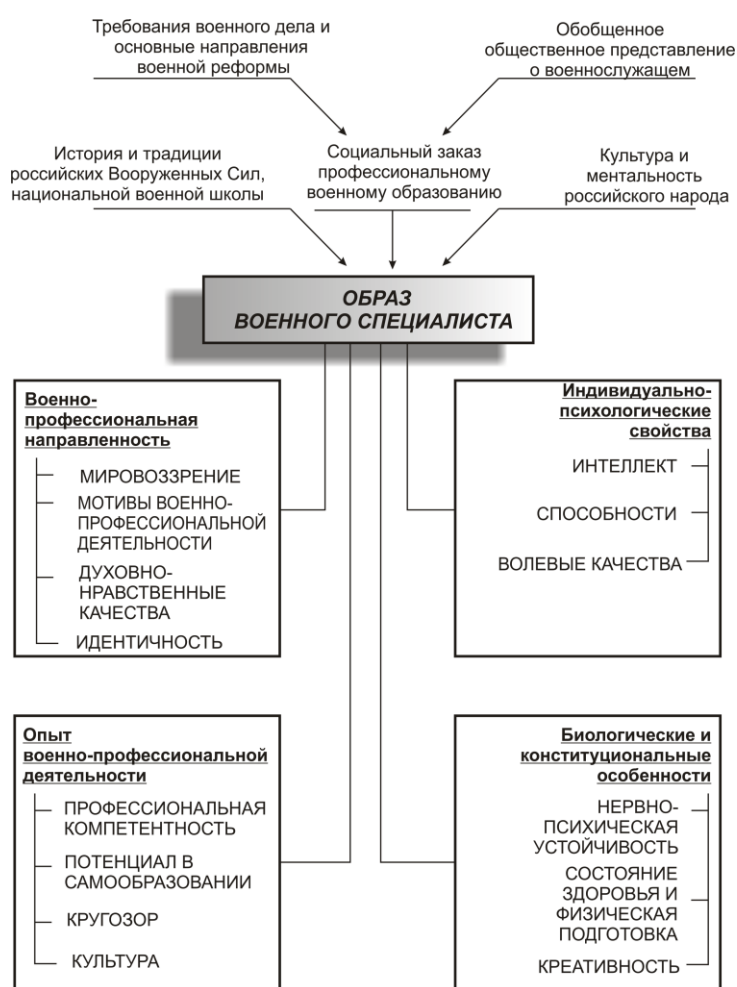 Требования военного дела и
основные направления
военной реформы
Обобщенное
общественное представление
о военнослужащем
История и традиции
российских Вооруженных Сил,
национальной военной школы
Социальный заказ
профессиональному
военному образованию
Культура и
ментальность
российского народа
ОБРАЗ
ВОЕННОГО СПЕЦИАЛИСТА
Военно-
профессиональная
направленность
МИРОВОЗЗРЕНИЕ
МОТИВЫ ВОЕННО-
ПРОФЕССИОНАЛЬНОЙ
ДЕЯТЕЛЬНОСТИ
ДУХОВНО-
НРАВСТВЕННЫЕ
КАЧЕСТВА
ИДЕНТИЧНОСТЬ
Индивидуально-
психологические
свойства
ИНТЕЛЛЕКТ
СПОСОБНОСТИ
ВОЛЕВЫЕ КАЧЕСТВА
Опыт
военно-профессиональной
деятельности
ПРОФЕССИОНАЛЬНАЯ
КОМПЕТЕНТНОСТЬ
ПОТЕНЦИАЛ В
САМООБРАЗОВАНИИ
КРУГОЗОР
КУЛЬТУРА
Биологические и
конституциональные
особенности
НЕРВНО-
ПСИХИЧЕСКАЯ
УСТОЙЧИВОСТЬ
СОСТОЯНИЕ
ЗДОРОВЬЯ И
ФИЗИЧЕСКАЯ
ПОДГОТОВКА
КРЕАТИВНОСТЬ